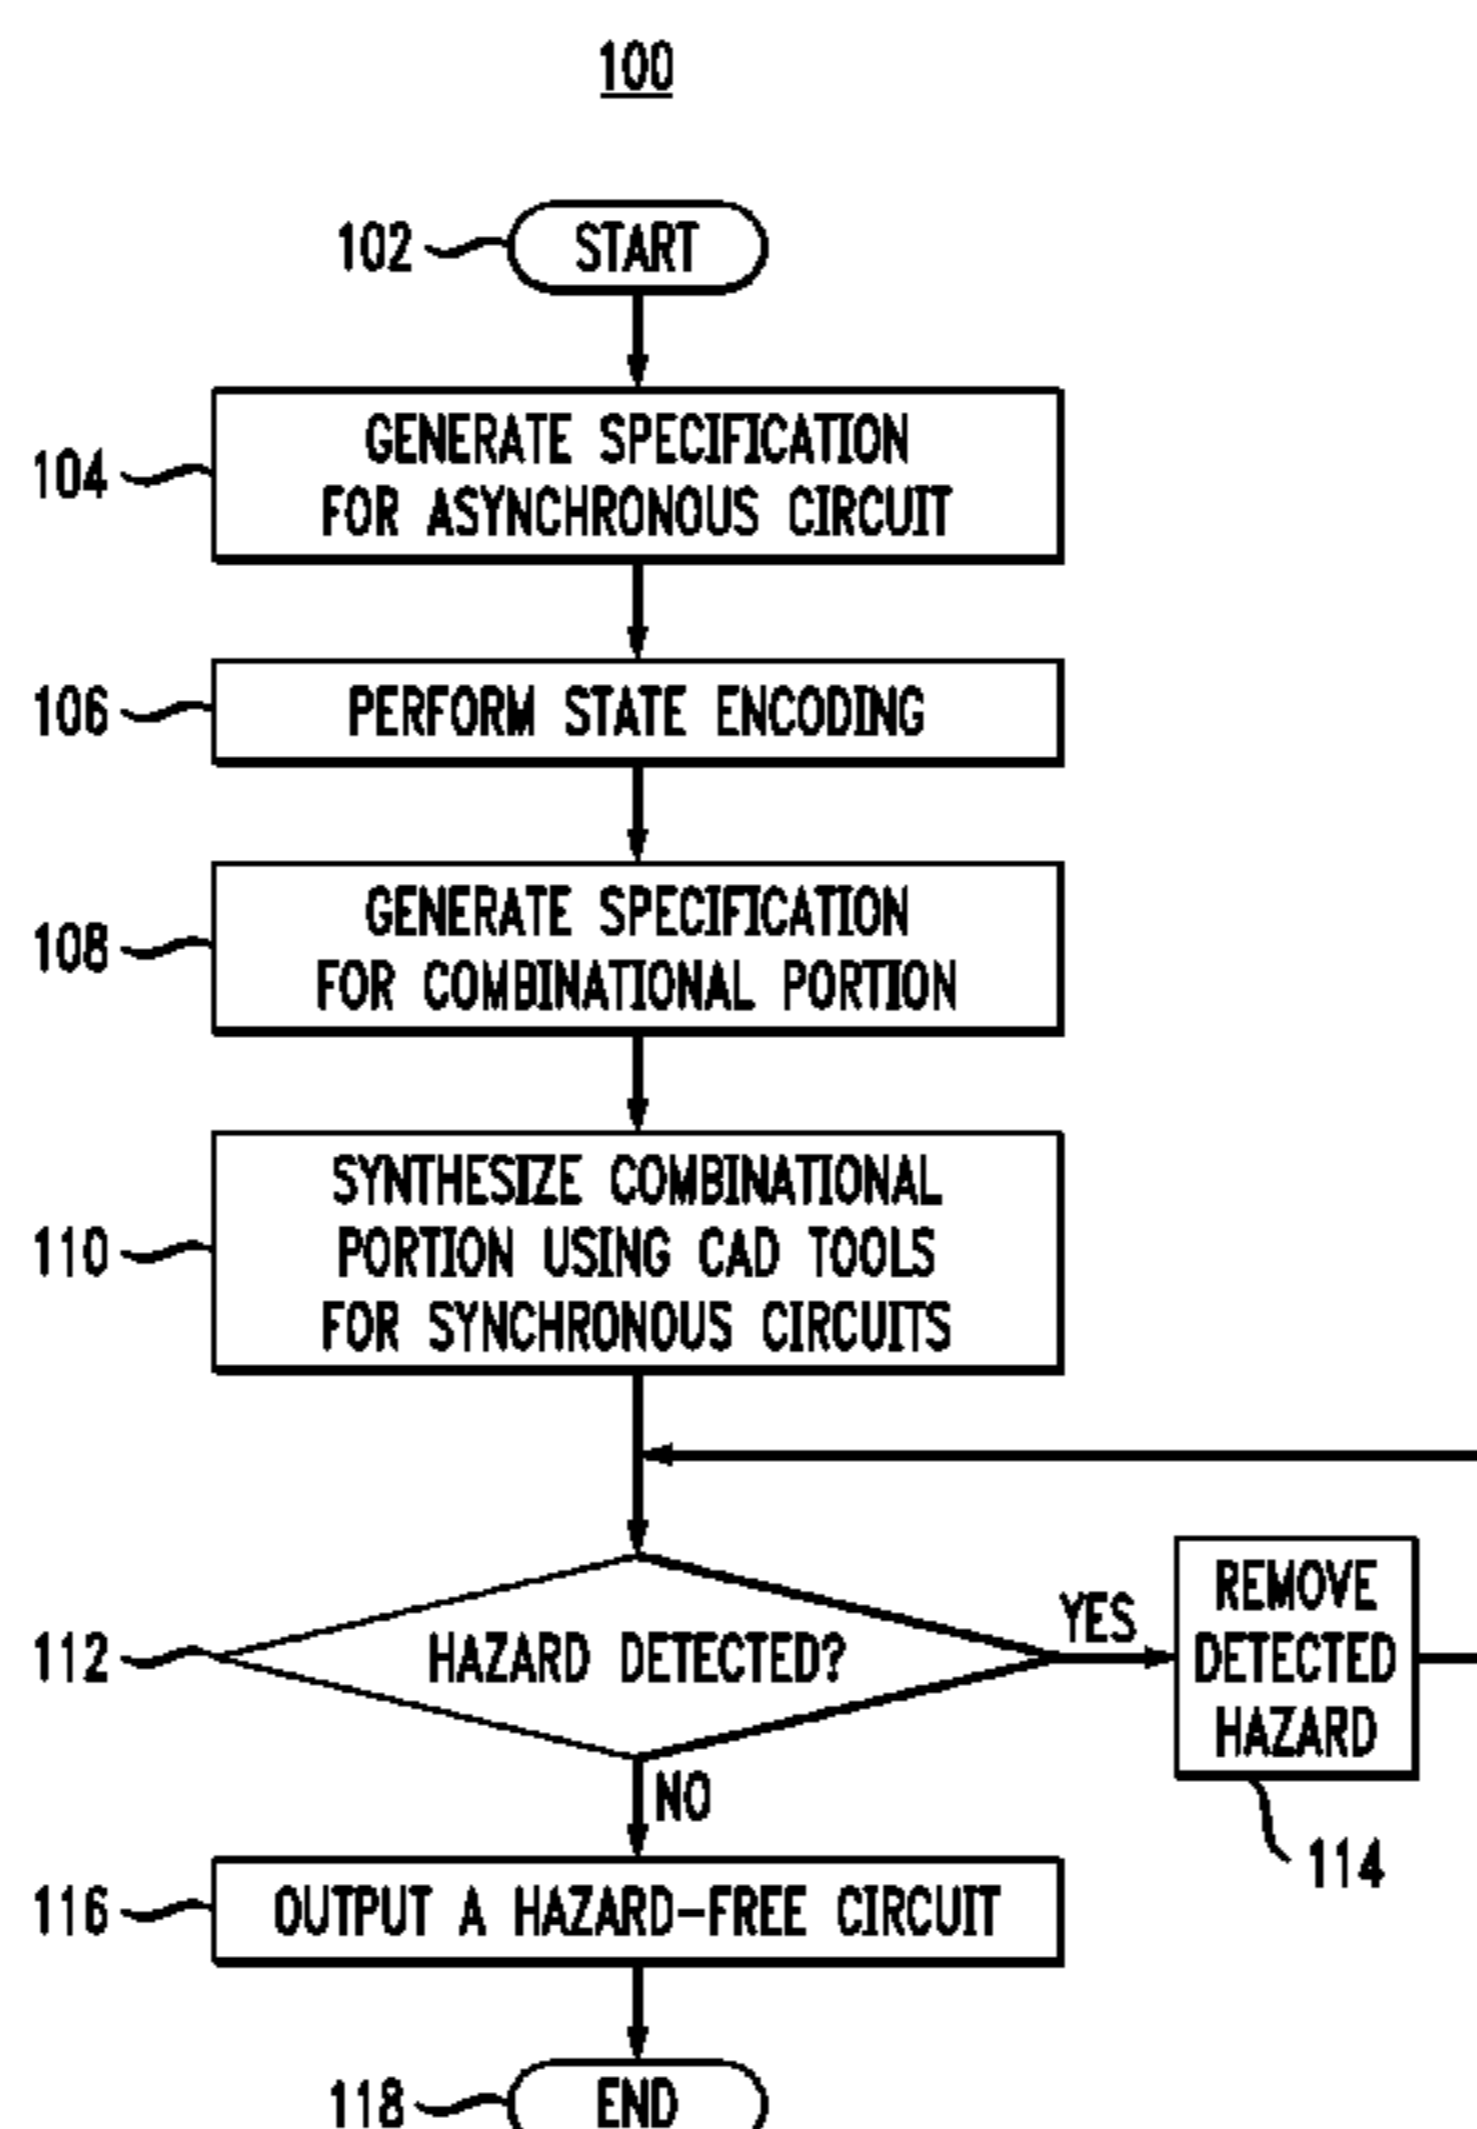 100
102
START
104
GENERATE SPECIFICATION
FOR ASYNCHRONOUS CIRCUIT
106
PERFORM STATE ENCODING
108
GENERATE SPECIFICATION
FOR COMBINATIONAL PORTION
110
SYNTHESIZE COMBINATIONAL
PORTION USING CAD TOOLS
FOR SYNCHRONOUS CIRCUITS
112
HAZARD DETECTED?
YES
REMOVE
DETECTED
HAZARD
114
NO
116
OUTPUT A HAZARD-FREE CIRCUIT
118
END